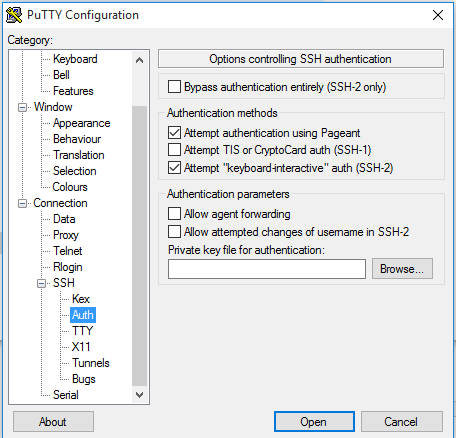 PuTTY Configuration
Category:
Keyboard
Bell
Features
Window
Appearance
Behaviour
Translation
Selection
Colours
Connection
Data
Proxy
Telnet
Rlogin
SSH
Kex
Auth
TTY
X11
Tunnels
Bugs
Serial
Options controlling SSH authentication
Bypass authentication entirely (SSH-2 only)
Authentication methods
Attempt authentication using Pageant
Attempt TIS or CryptoCard auth (SSH-1)
Attempt "keyboard-interactive" auth (SSH-2)
Authentication parameters
Allow agent forwarding
Allow attempted changes of username in SSH-2
Private key file for authentication:
Browse...
About
Open
Cancel